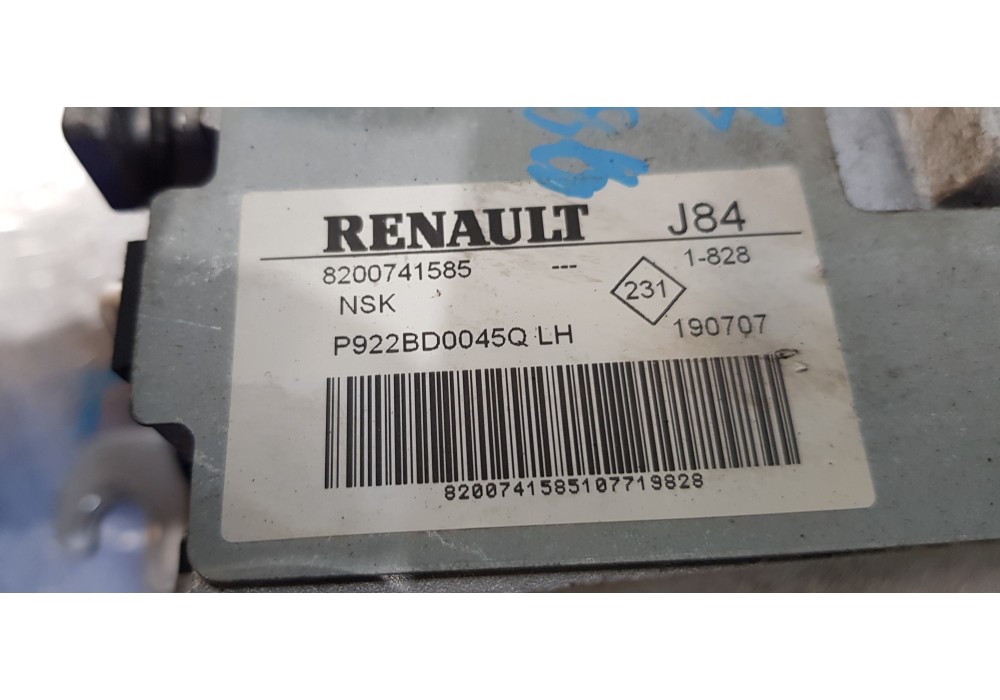 RENAULT J84
8200741585 --- 1-828
NSK 231
P922BD0045Q LH 190707
8200741585107719828